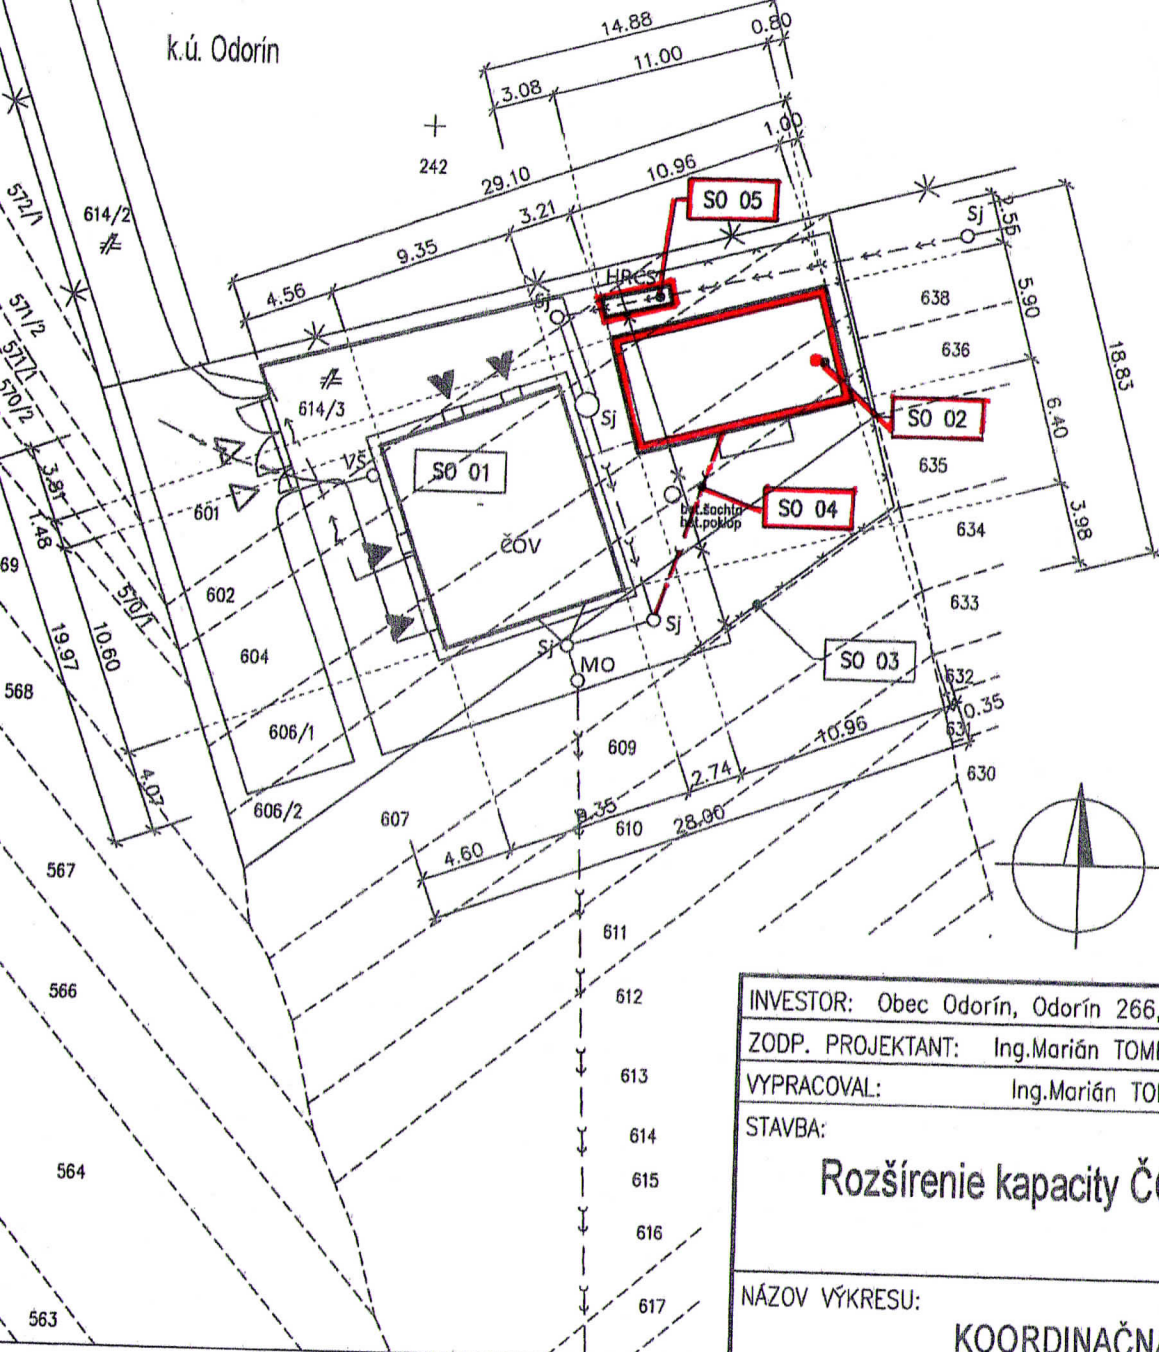 k.ú. Odorín
14.88
0.80
11.00
3.08
242
1.00
10.96
29.10
3.21
9.35
4.56
SO 05
Sj
2.55
5.90
18.83
6.40
3.98
572/1
614/2
571/2
571/1
570/2
570/1
HRCS
Sj
638
636
614/3
Sj
SO 02
VŠ
SO 01
635
bet.šachta
bet.poklop
SO 04
634
3.81
1.48
601
ČOV
69
602
633
10.60
19.97
604
Sj
Sj
MO
SO 03
568
632
0.35
631
606/1
609
10.96
630
4.07
2.74
606/2
607
9.35
610
28.00
4.60
567
611
566
612
613
614
564
615
616
563
617
INVESTOR: Obec Odorín, Odorín 266,
ZODP. PROJEKTANT: Ing.Marián
VYPRACOVAL: Ing.Marián
STAVBA:
Rozšírenie kapacity
NÁZOV VÝKRESU: